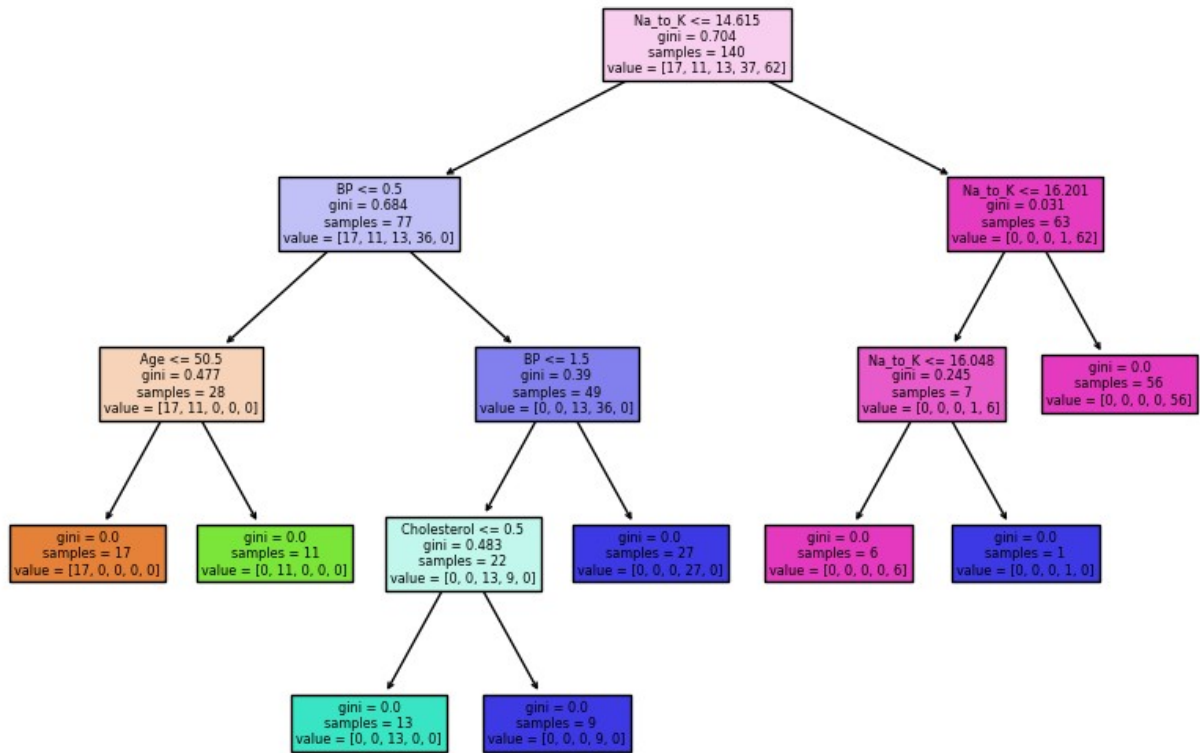 Na_to_K <= 14.615
gini = 0.704
samples = 140
value = [17, 11, 13, 37, 62]
BP <= 0.5
gini = 0.684
samples = 77
value = [17, 11, 13, 36, 0]
Na_to_K <= 16.201
gini = 0.031
samples = 63
value = [0, 0, 0, 1, 62]
Age <= 50.5
gini = 0.477
samples = 28
value = [17, 11, 0, 0, 0]
BP <= 1.5
gini = 0.39
samples = 49
value = [0, 0, 13, 36, 0]
Na_to_K <= 16.048
gini = 0.245
samples = 7
value = [0, 0, 0, 1, 6]
gini = 0.0
samples = 56
value = [0, 0, 0, 0, 56]
gini = 0.0
samples = 17
value = [17, 0, 0, 0, 0]
gini = 0.0
samples = 11
value = [0, 11, 0, 0, 0]
Cholesterol <= 0.5
gini = 0.483
samples = 22
value = [0, 0, 13, 9, 0]
gini = 0.0
samples = 27
value = [0, 0, 0, 27, 0]
gini = 0.0
samples = 6
value = [0, 0, 0, 0, 6]
gini = 0.0
samples = 1
value = [0, 0, 0, 1, 0]
gini = 0.0
samples = 13
value = [0, 0, 13, 0, 0]
gini = 0.0
samples = 9
value = [0, 0, 0, 9, 0]